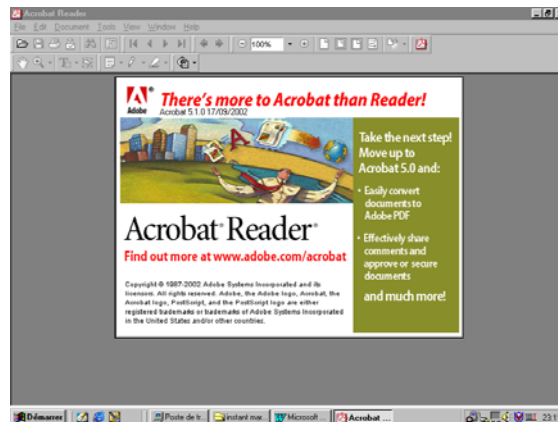 Acrobat Reader
File Edit Document Tools View Window Help
100%
Adobe
There's more to Acrobat than Reader!
Acrobat 5.1.0 17/09/2002
Take the next step!
Move up to
Acrobat 5.0 and:
• Easily convert
documents to
Adobe PDF
• Effectively share
comments and
approve or secure
documents
and much more!
Acrobat® Reader®
Find out more at www.adobe.com/acrobat
Copyright © 1987-2002 Adobe Systems Incorporated and its
licensors. All rights reserved. Adobe, the Adobe logo, Acrobat, the
Acrobat logo, PostScript, and the PostScript logo are either
registered trademarks or trademarks of Adobe Systems Incorporated
in the United States and/or other countries.
Démarrer Poste de tr... instant mar... Microsoft ... Acrobat ...